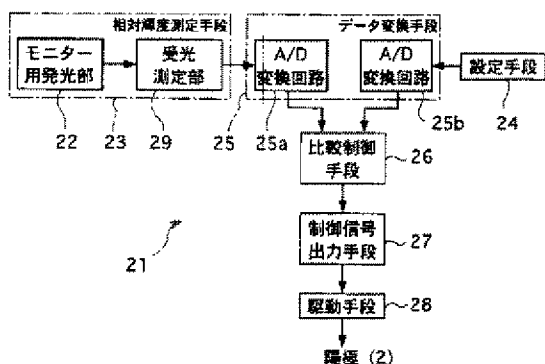 相対輝度測定手段
データ変換手段
モニター
用発光部
受光
測定部
A/D
変換回路
A/D
変換回路
設定手段
22
23
29
25
25a
25b
24
比較制御
手段
26
21
制御信号
出力手段
27
駆動手段
28
陽極 (2)